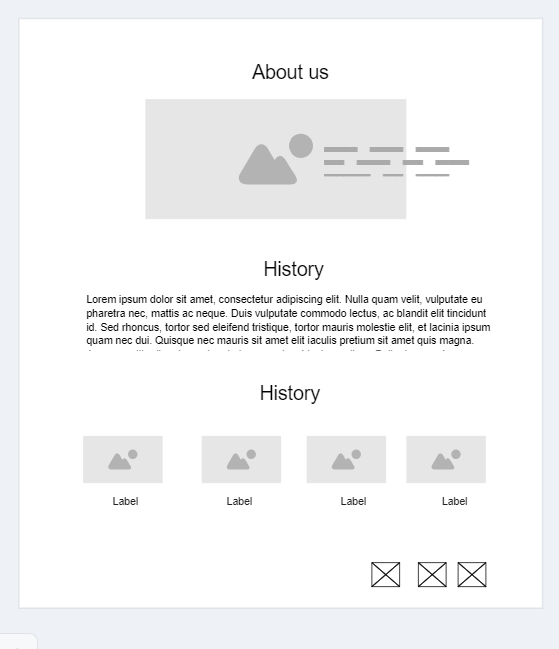 About us
History
Lorem ipsum dolor sit amet, consectetur adipiscing elit. Nulla quam velit, vulputate eu
pharetra nec, mattis ac neque. Duis vulputate commodo lectus, ac blandit elit tincidunt
id. Sed rhoncus, tortor sed eleifend tristique, tortor mauris molestie elit, et lacinia ipsum
quam nec dui. Quisque nec mauris sit amet elit iaculis pretium sit amet quis magna.
History
Label Label Label Label